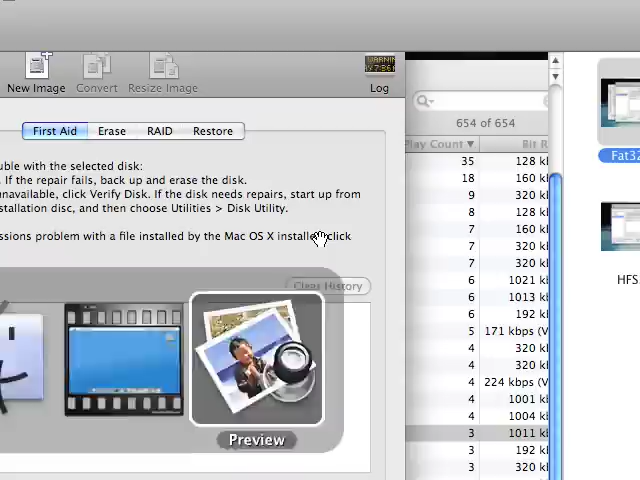 New Image
Convert
Resize Image
Log
First Aid
Erase
RAID
Restore
654 of 654
Play Count
Bit R
uble with the selected disk:
. If the repair fails, back up and erase the disk.
navailable, click Verify Disk. If the disk needs repairs, start up from
stallation disc, and then choose Utilities > Disk Utility.
ssions problem with a file installed by the Mac OS X installe click
Clear History
35 128 k
18 160 k
9 320 k
8 128 k
7 160 k
7 320 k
7 320 k
6 1021 k
6 1013 k
6 192 k
5 171 kbps (V
4 320 k
4 320 k
4 224 kbps (V
4 1001 k
4 1004 k
3 1011 k
3 192 k
3 320 k
Fat32
HFS
Preview